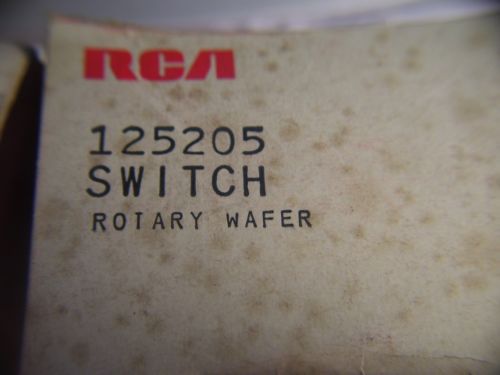 RCA
125205
SWITCH
ROTARY WAFER